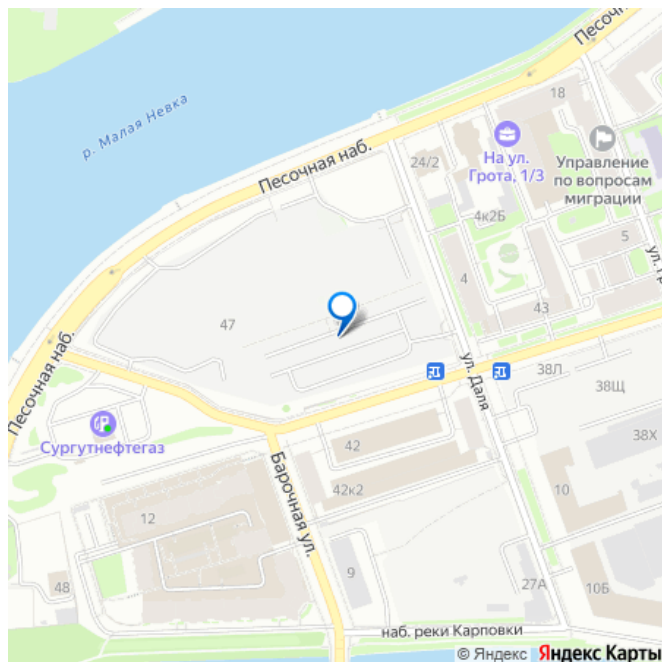 Песочн
18
р. Малая Невка
Песочная наб.
24/2
На ул.
Грота, 1/3
Управление
по вопросам
миграции
4к2Б
5
4
43
47
Песочная наб.
ул. Даля
38Л
38Щ
38Х
Сургутнефтегаз
42
42к2
Барочная ул.
10
12
9
48
27А
10Б
наб. реки Карповки
© Яндекс Яндекс Карты